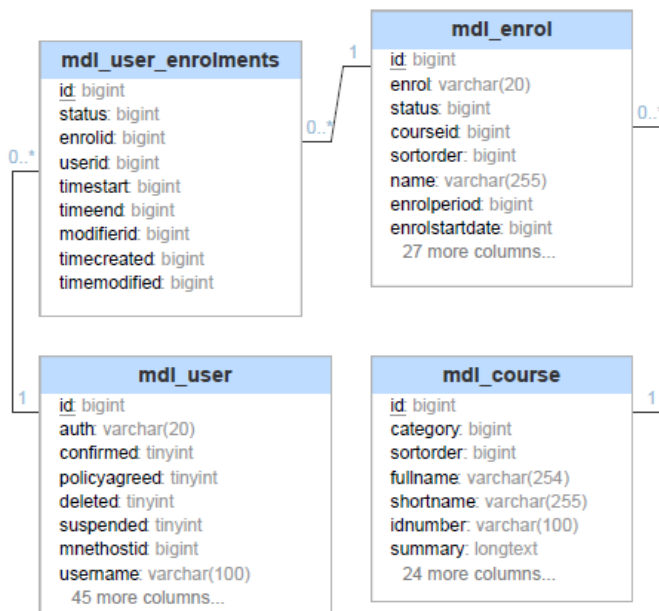 mdl_user_enrolments
id: bigint
status: bigint
enrolid: bigint
userid: bigint
timestart: bigint
timeend: bigint
modifierid: bigint
timecreated: bigint
timemodified: bigint
0..*
0..*
1
mdl_enrol
id: bigint
enrol: varchar(20)
status: bigint
courseid: bigint
sortorder: bigint
name: varchar(255)
enrolperiod: bigint
enrolstartdate: bigint
27 more columns...
0..*
1
mdl_user
id: bigint
auth: varchar(20)
confirmed: tinyint
policyagreed: tinyint
deleted: tinyint
suspended: tinyint
mnethostid: bigint
username: varchar(100)
45 more columns...
mdl_course
id: bigint
category: bigint
sortorder: bigint
fullname: varchar(254)
shortname: varchar(255)
idnumber: varchar(100)
summary: longtext
24 more columns...
1